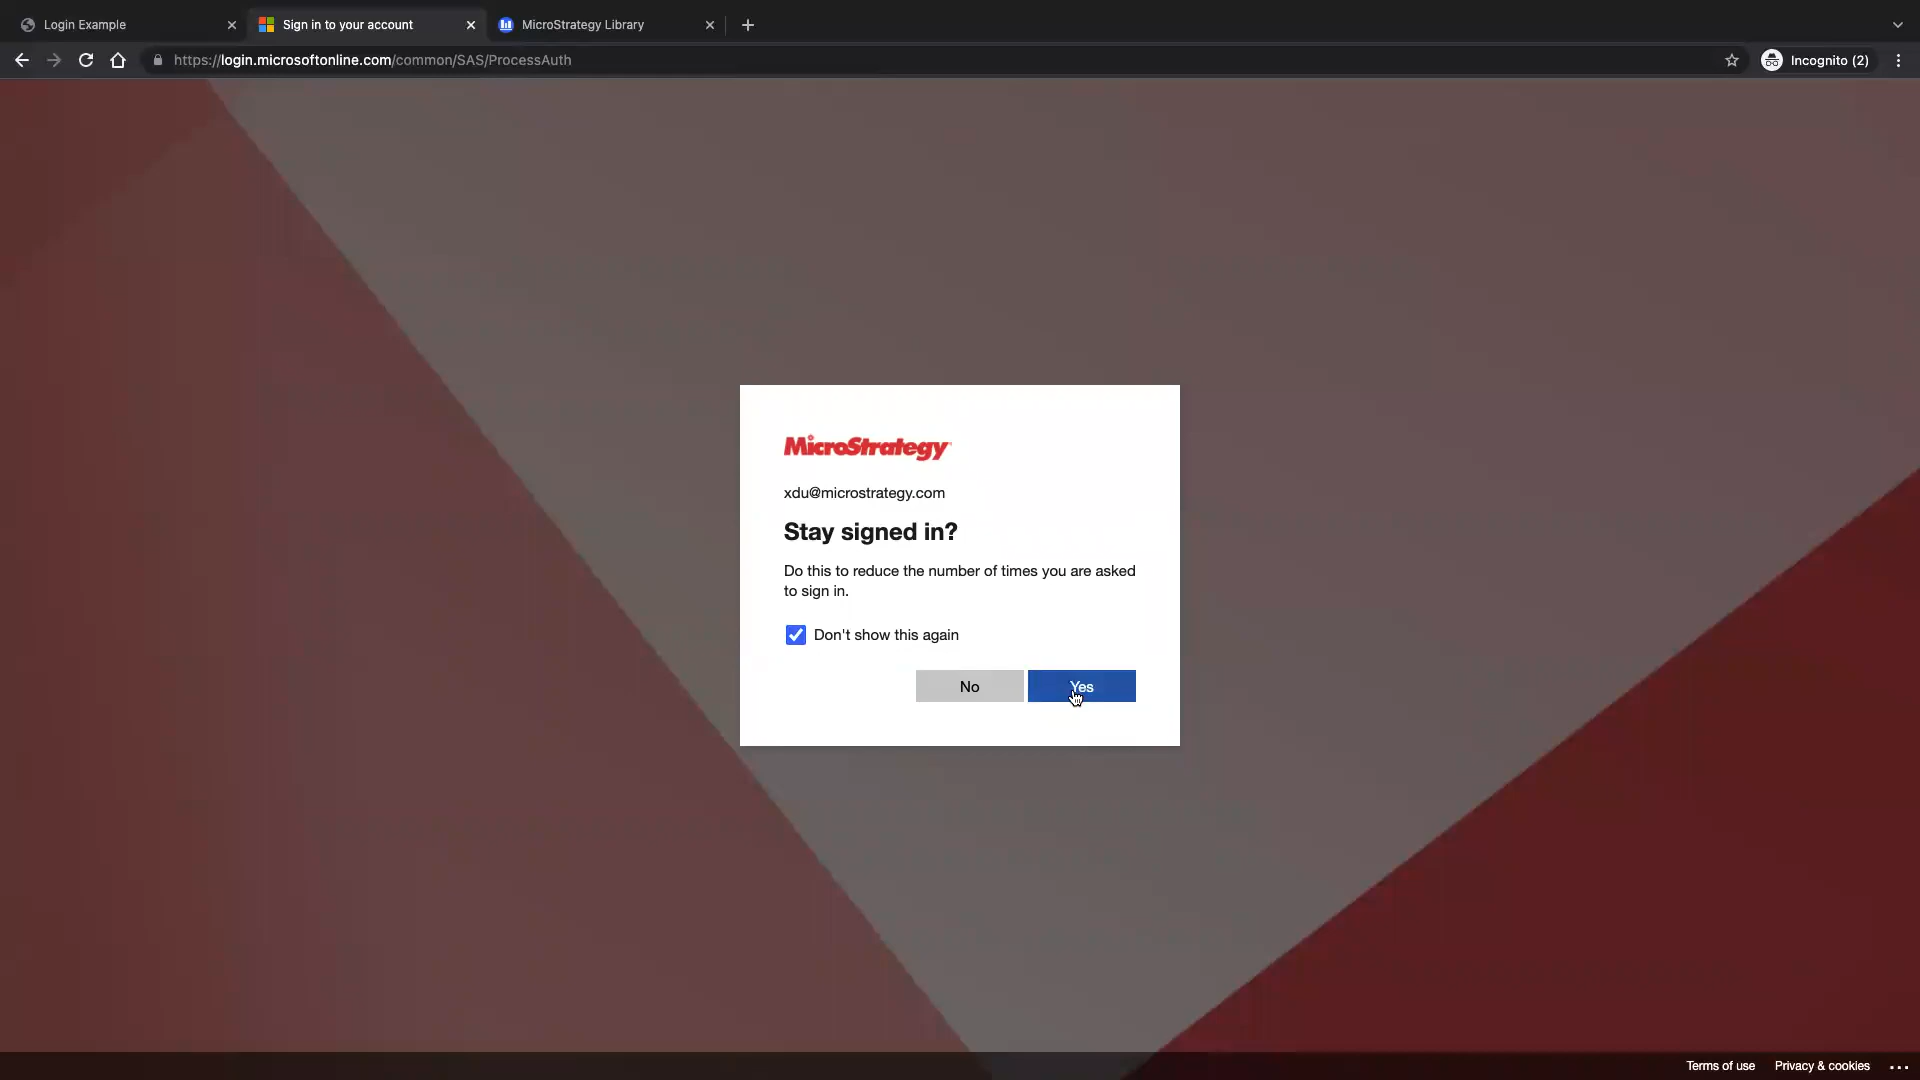 Login Example
Sign in to your account
MicroStrategy Library
https://login.microsoftonline.com/common/SAS/ProcessAuth
Incognito (2)
MicroStrategy
xdu@microstrategy.com
Stay signed in?
Do this to reduce the number of times you are asked
to sign in.
Don't show this again
No
Yes
Terms of use
Privacy & cookies